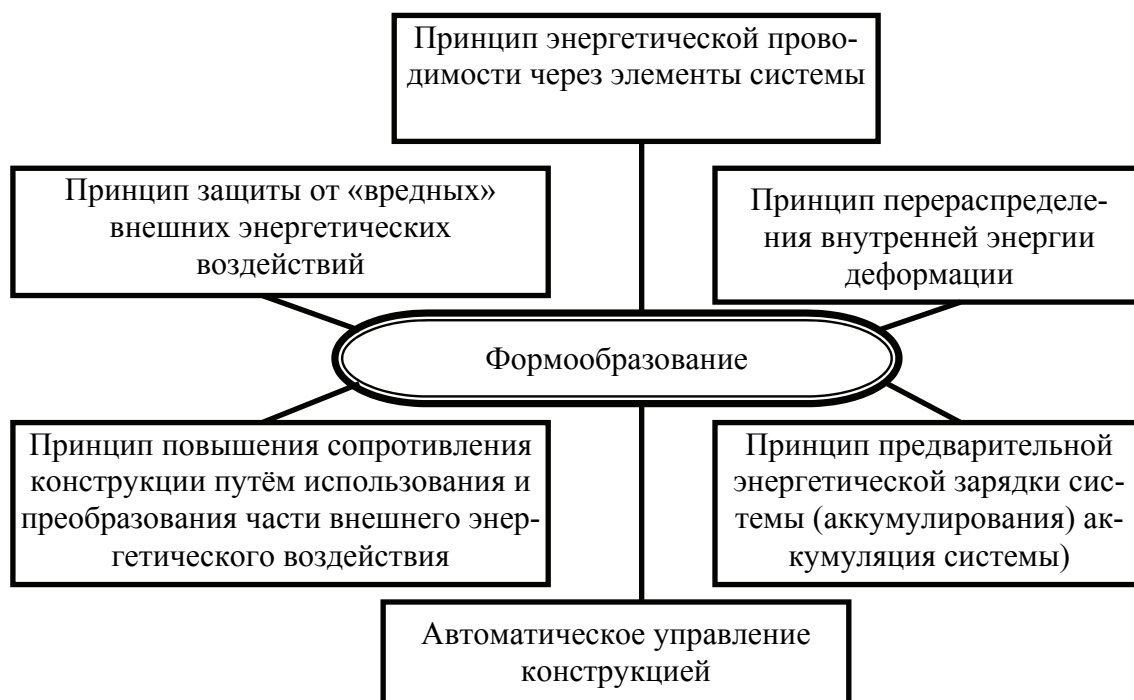 Принцип энергетической прово-
димости через элементы системы
Принцип защиты от «вредных»
внешних энергетических
воздействий
Принцип перераспределе-
ния внутренней энергии
деформации
Формообразование
Принцип повышения сопротивления
конструкции путём использования и
преобразования части внешнего энер-
гетического воздействия
Принцип предварительной
энергетической зарядки сис-
темы (аккумулирования) ак-
кумуляция системы)
Автоматическое управление
конструкцией